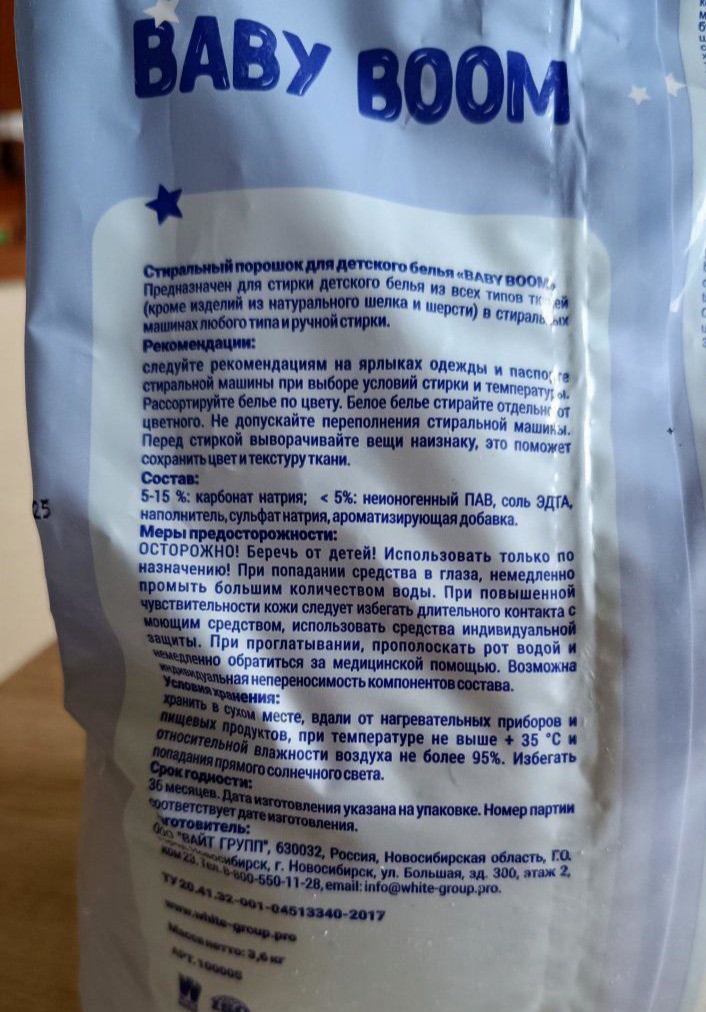 BABY BOOM
Стиральный порошок для детского белья «BABY BOOM»
Предназначен для стирки детского белья из всех типов тканей
(кроме изделий из натурального шелка и шерсти) в стиральных
машинах любого типа и ручной стирки.
Рекомендации:
следуйте рекомендациям на ярлыках одежды и паспорте
стиральной машины при выборе условий стирки и температуры.
Рассортируйте белье по цвету. Белое белье стирайте отдельно от
цветного. Не допускайте переполнения стиральной машины.
Перед стиркой выворачивайте вещи наизнанку, это поможет
сохранить цвет и текстуру ткани.
Состав:
5-15 %: карбонат натрия; < 5%: неионогенный ПАВ, соль ЭДТА,
наполнитель, сульфат натрия, ароматизирующая добавка.
Меры предосторожности:
ОСТОРОЖНО! Беречь от детей! Использовать только по
назначению! При попадании средства в глаза, немедленно
промыть большим количеством воды. При повышенной
чувствительности кожи следует избегать длительного контакта с
моющим средством, использовать средства индивидуальной
защиты. При проглатывании, прополоскать рот водой и
немедленно обратиться за медицинской помощью. Возможна
индивидуальная непереносимость компонентов состава.
Условия хранения:
хранить в сухом месте, вдали от нагревательных приборов и
пищевых продуктов, при температуре не выше + 35 °С и
относительной влажности воздуха не более 95%. Избегать
попадания прямого солнечного света.
Срок годности:
36 месяцев. Дата изготовления указана на упаковке. Номер партии
соответствует дате изготовления.
Изготовитель:
ООО "ВАЙТ ГРУПП", 630032, Россия, Новосибирская область, Г.О.
Новосибирск, г. Новосибирск, ул. Большая, зд. 300, этаж 2,
ком 23. Тел. 8-800-550-11-28, email: info@white-group.pro.
ТУ 20.41.32-001-04513340-2017
www.white-group.pro
Масса нетто: 3,6 кг
АРТ. 100005
25